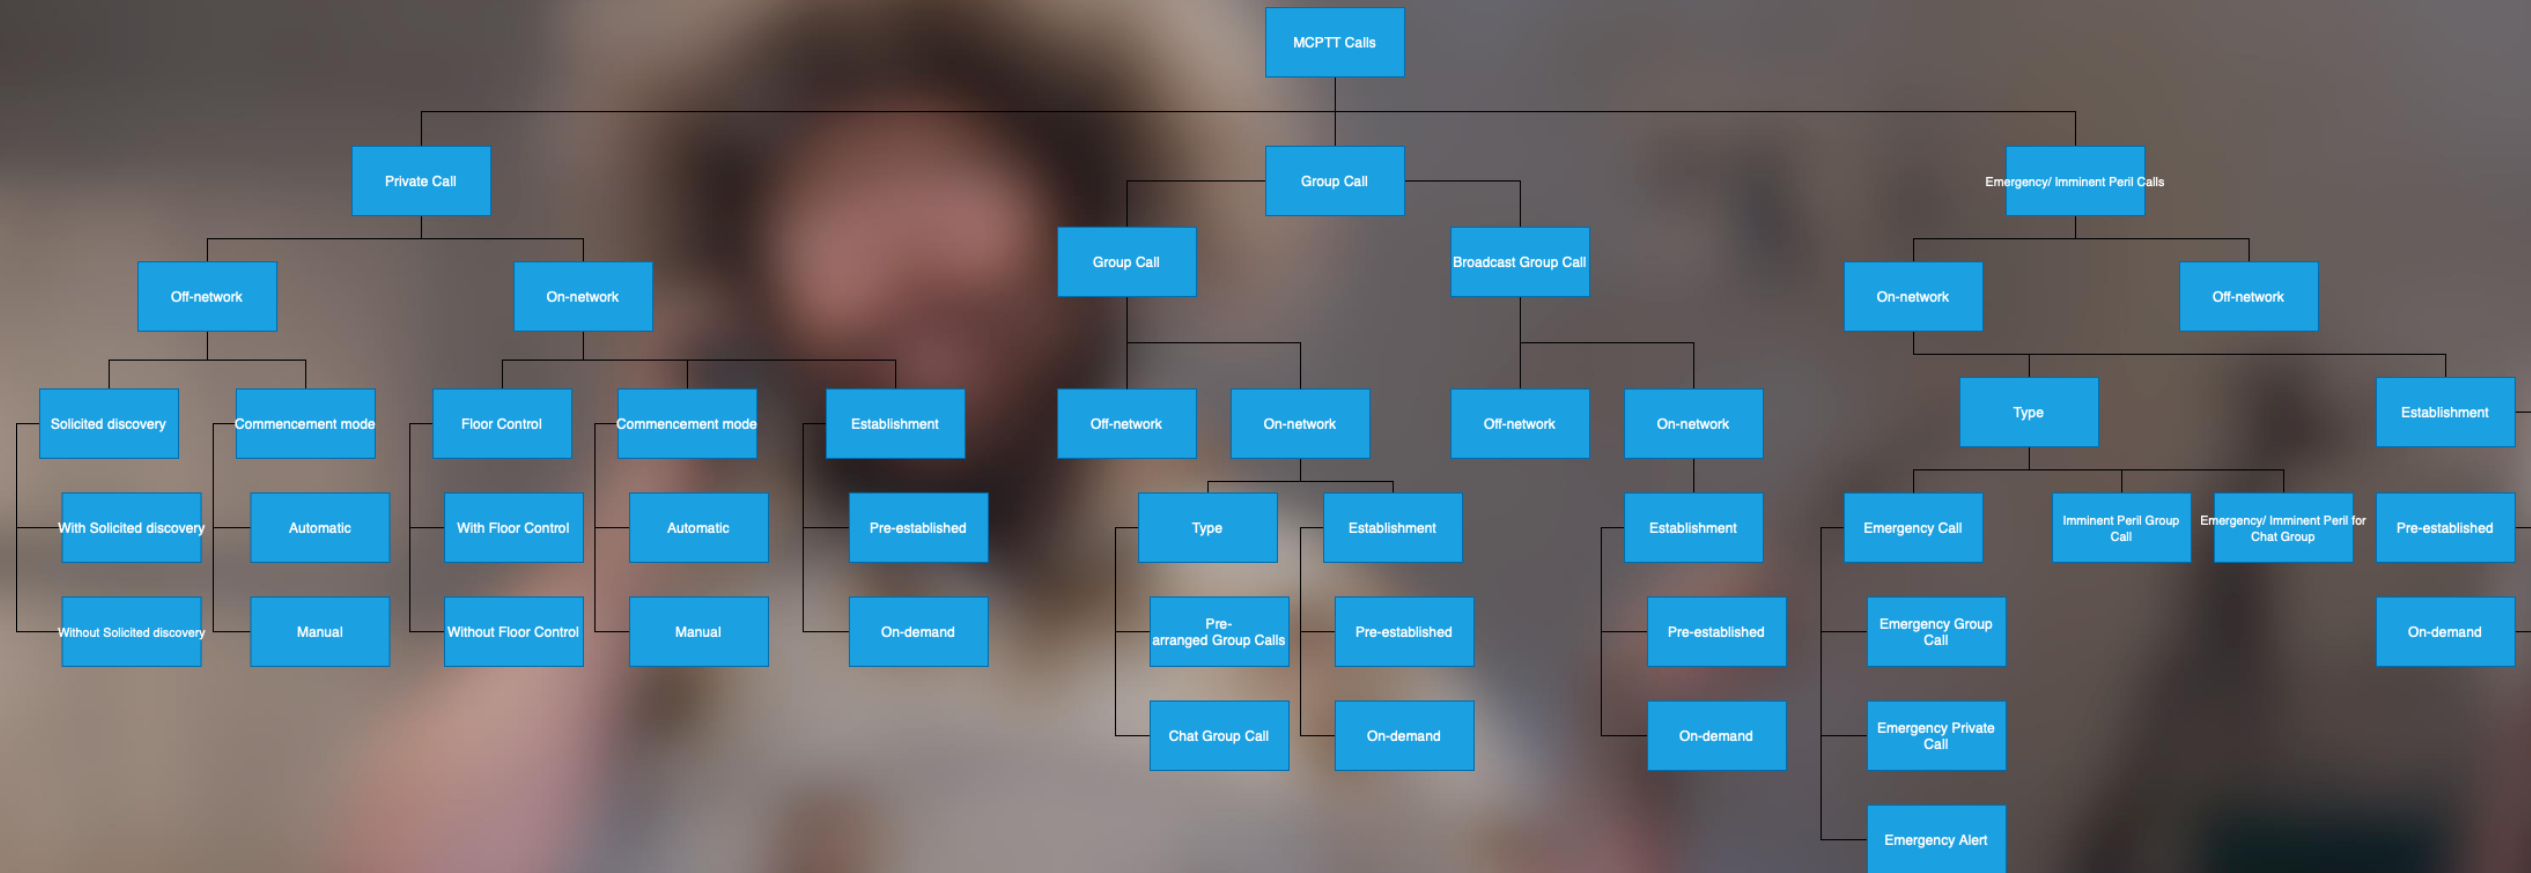 MCPTT Calls
Private Call
Group Call
Emergency/ Imminent Peril Calls
Group Call
Broadcast Group Call
Off-network
On-network
On-network
Off-network
Solicited discovery
Commencement mode
Floor Control
Commencement mode
Establishment
Off-network
On-network
Off-network
On-network
Type
Establishment
With Solicited discovery
Automatic
With Floor Control
Automatic
Pre-established
Type
Establishment
Establishment
Emergency Call
Imminent Peril Group
Call
Emergency/ Imminent Peril for
Chat Group
Pre-established
Without Solicited discovery
Manual
Without Floor Control
Manual
On-demand
Pre-
arranged Group Calls
Pre-established
Pre-established
Emergency Group
Call
On-demand
Chat Group Call
On-demand
On-demand
Emergency Private
Call
Emergency Alert